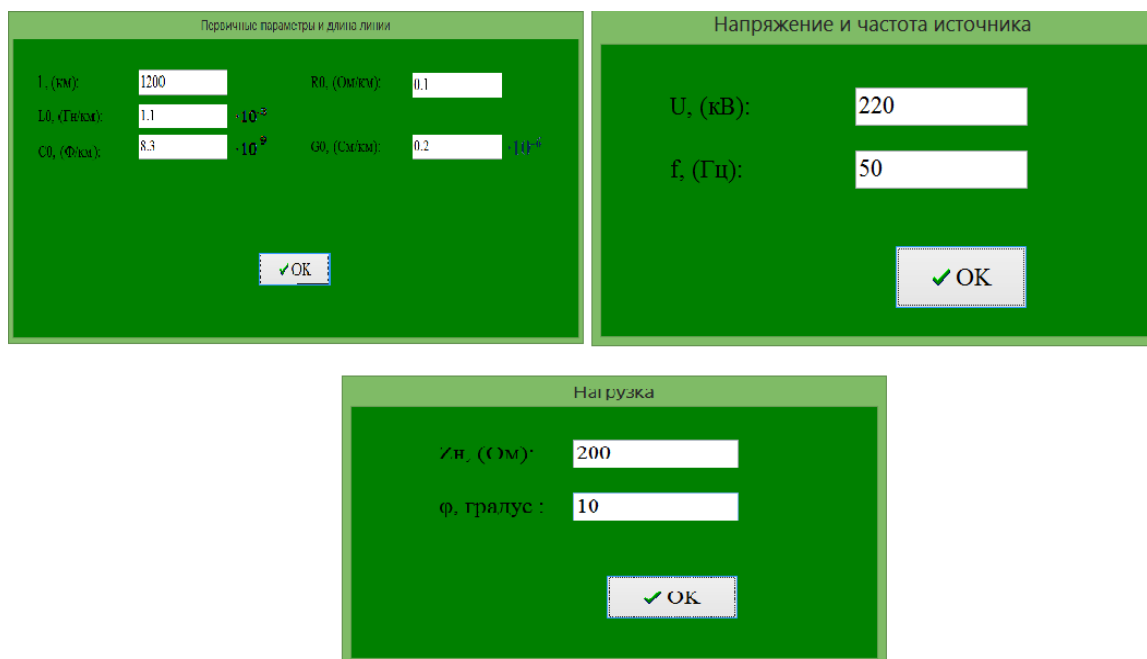 Первичные параметры и длина линии
l, (км): 1200 R0, (Ом/км): 0.1
L0, (Гн/км): 1.1 ·10⁻³
C0, (Ф/км): 8.3 ·10⁻⁹ G0, (См/км): 0.2 ·10⁻⁶
OK
Напряжение и частота источника
U, (кВ): 220
f, (Гц): 50
OK
Нагрузка
Zн, (Ом): 200
φ, градус : 10
OK